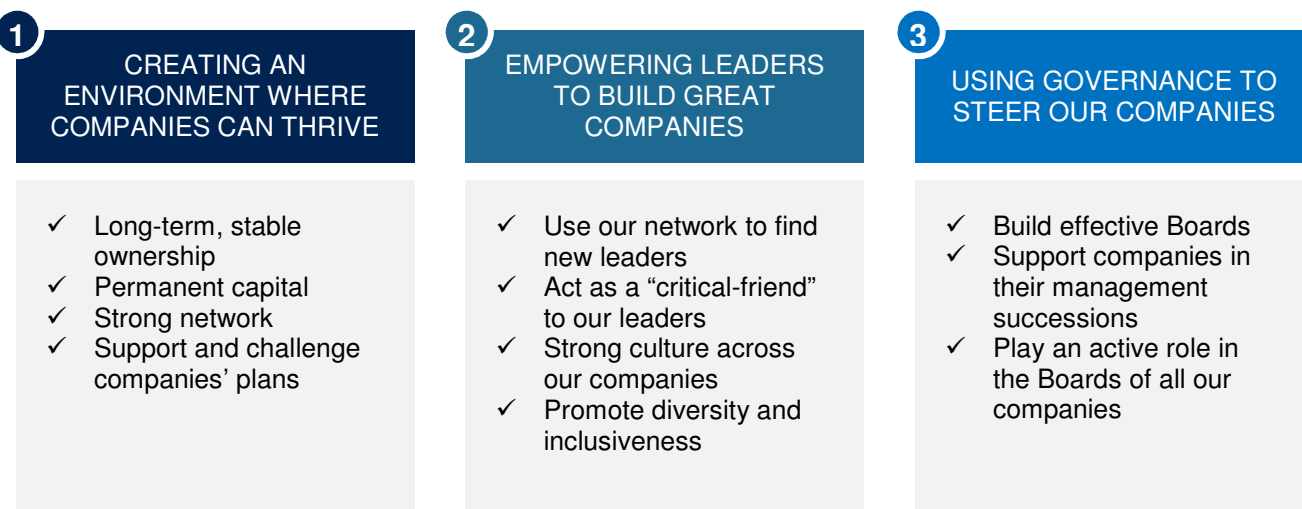 1
CREATING AN
ENVIRONMENT WHERE
COMPANIES CAN THRIVE
✓ Long-term, stable
ownership
✓ Permanent capital
✓ Strong network
✓ Support and challenge
companies’ plans
2
EMPOWERING LEADERS
TO BUILD GREAT
COMPANIES
✓ Use our network to find
new leaders
✓ Act as a “critical-friend”
to our leaders
✓ Strong culture across
our companies
✓ Promote diversity and
inclusiveness
3
USING GOVERNANCE TO
STEER OUR COMPANIES
✓ Build effective Boards
✓ Support companies in
their management
successions
✓ Play an active role in
the Boards of all our
companies